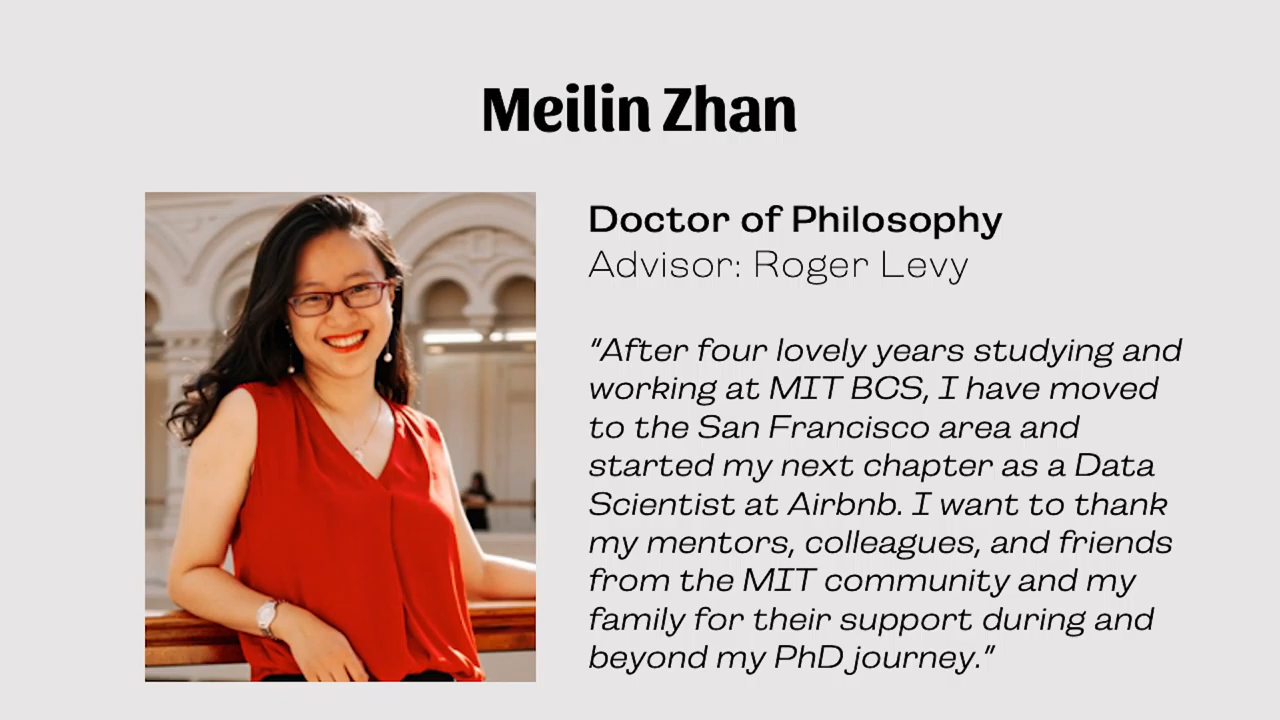 Meilin Zhan
Doctor of Philosophy
Advisor: Roger Levy
“After four lovely years studying and
working at MIT BCS, I have moved
to the San Francisco area and
started my next chapter as a Data
Scientist at Airbnb. I want to thank
my mentors, colleagues, and friends
from the MIT community and my
family for their support during and
beyond my PhD journey.”